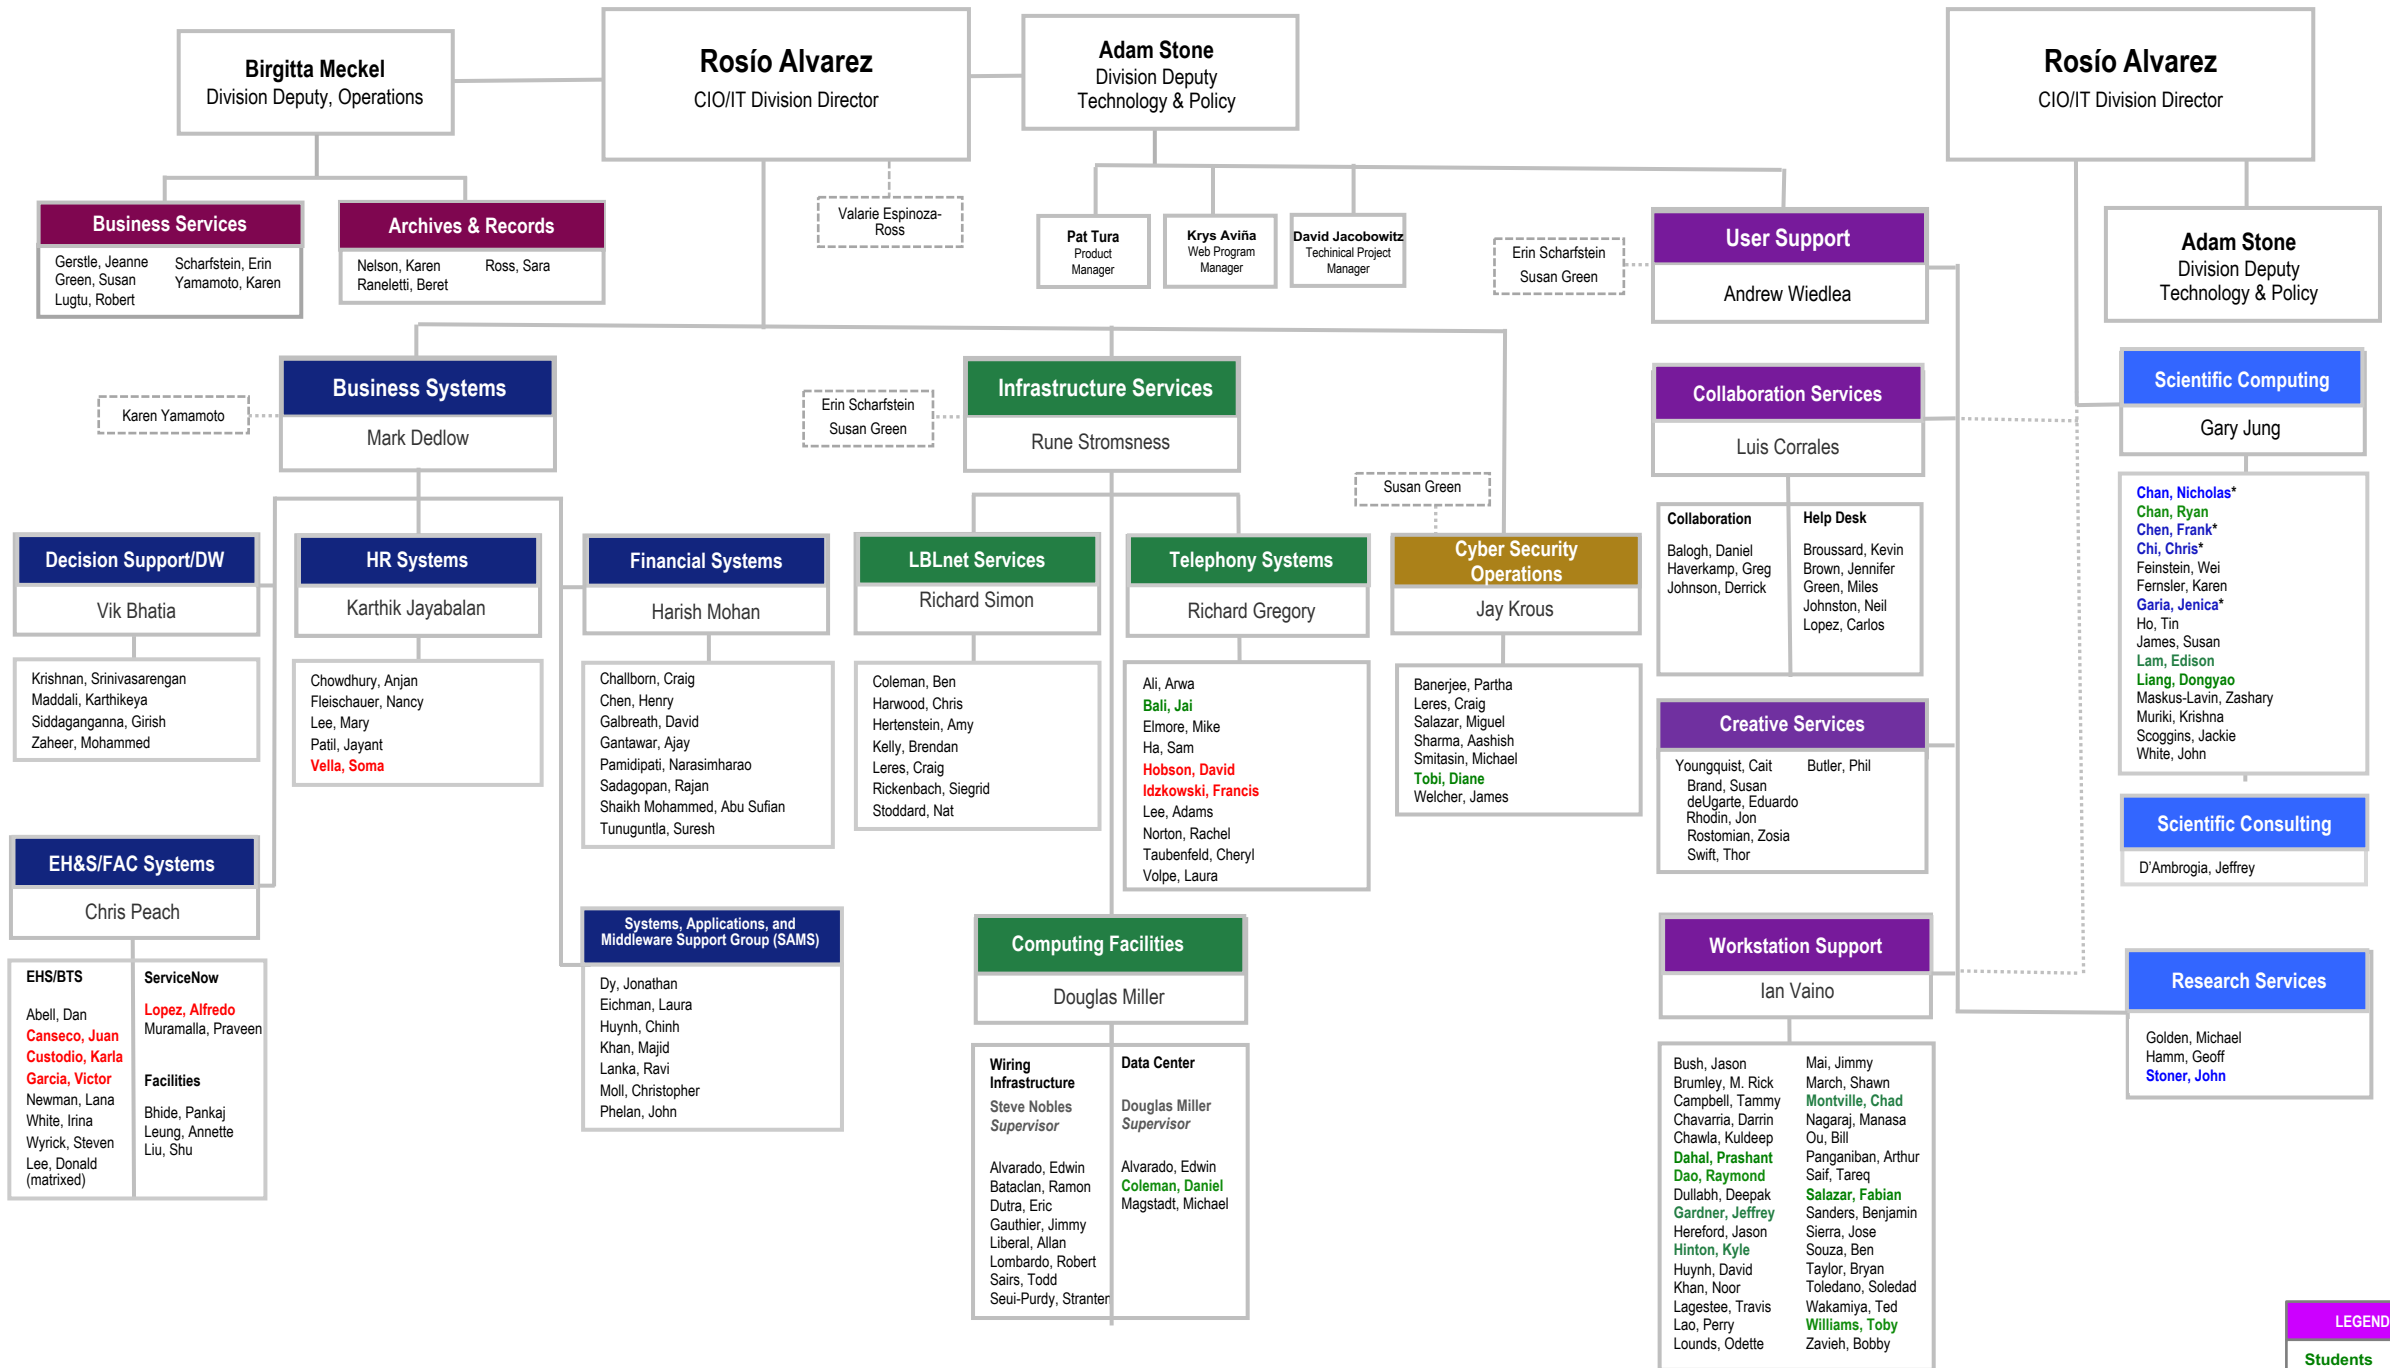 Birgitta Meckel
Division Deputy, Operations
Rosío Alvarez
CIO/IT Division Director
Adam Stone
Division Deputy
Technology & Policy
Rosío Alvarez
CIO/IT Division Director
Adam Stone
Division Deputy
Technology & Policy
Business Services
Gerstle, Jeanne
Green, Susan
Lugtu, Robert
Scharfstein, Erin
Yamamoto, Karen
Archives & Records
Nelson, Karen
Raneletti, Beret
Ross, Sara
Valarie Espinoza-
Ross
Pat Tura
Product
Manager
Krys Aviña
Web Program
Manager
David Jacobowitz
Techinical Project
Manager
Erin Scharfstein
Susan Green
User Support
Andrew Wiedlea
Karen Yamamoto
Business Systems
Mark Dedlow
Erin Scharfstein
Susan Green
Infrastructure Services
Rune Stromsness
Susan Green
Collaboration Services
Luis Corrales
Collaboration
Balogh, Daniel
Haverkamp, Greg
Johnson, Derrick
Help Desk
Broussard, Kevin
Brown, Jennifer
Green, Miles
Johnston, Neil
Lopez, Carlos
Scientific Computing
Gary Jung
Chan, Nicholas*
Chan, Ryan
Chen, Frank*
Chi, Chris*
Feinstein, Wei
Fernsler, Karen
Garia, Jenica*
Ho, Tin
James, Susan
Lam, Edison
Liang, Dongyao
Maskus-Lavin, Zashary
Muriki, Krishna
Scoggins, Jackie
White, John
Decision Support/DW
Vik Bhatia
Krishnan, Srinivasarengan
Maddali, Karthikeya
Siddaganganna, Girish
Zaheer, Mohammed
HR Systems
Karthik Jayabalan
Chowdhury, Anjan
Fleischauer, Nancy
Lee, Mary
Patil, Jayant
Vella, Soma
Financial Systems
Harish Mohan
Challborn, Craig
Chen, Henry
Galbreath, David
Gantawar, Ajay
Pamidipati, Narasimharao
Sadagopan, Rajan
Shaikh Mohammed, Abu Sufian
Tunuguntla, Suresh
LBLnet Services
Richard Simon
Coleman, Ben
Harwood, Chris
Hertenstein, Amy
Kelly, Brendan
Leres, Craig
Rickenbach, Siegrid
Stoddard, Nat
Telephony Systems
Richard Gregory
Ali, Arwa
Bali, Jai
Elmore, Mike
Ha, Sam
Hobson, David
Idzkowski, Francis
Lee, Adams
Norton, Rachel
Taubenfeld, Cheryl
Volpe, Laura
Cyber Security
Operations
Jay Krous
Banerjee, Partha
Leres, Craig
Salazar, Miguel
Sharma, Aashish
Smitasin, Michael
Tobi, Diane
Welcher, James
Creative Services
Youngquist, Cait
Brand, Susan
deUgarte, Eduardo
Rhodin, Jon
Rostomian, Zosia
Swift, Thor
Butler, Phil
Scientific Consulting
D'Ambrogia, Jeffrey
EH&S/FAC Systems
Chris Peach
EHS/BTS
Abell, Dan
Canseco, Juan
Custodio, Karla
Garcia, Victor
Newman, Lana
White, Irina
Wyrick, Steven
Lee, Donald
(matrixed)
ServiceNow
Lopez, Alfredo
Muramalla, Praveen
Facilities
Bhide, Pankaj
Leung, Annette
Liu, Shu
Systems, Applications, and
Middleware Support Group (SAMS)
Dy, Jonathan
Eichman, Laura
Huynh, Chinh
Khan, Majid
Lanka, Ravi
Moll, Christopher
Phelan, John
Computing Facilities
Douglas Miller
Wiring
Infrastructure
Steve Nobles
Supervisor
Alvarado, Edwin
Bataclan, Ramon
Dutra, Eric
Gauthier, Jimmy
Liberal, Allan
Lombardo, Robert
Sairs, Todd
Seui-Purdy, Stranter
Data Center
Douglas Miller
Supervisor
Alvarado, Edwin
Coleman, Daniel
Magstadt, Michael
Workstation Support
Ian Vaino
Bush, Jason
Brumley, M. Rick
Campbell, Tammy
Chavarria, Darrin
Chawla, Kuldeep
Dahal, Prashant
Dao, Raymond
Dullabh, Deepak
Gardner, Jeffrey
Hereford, Jason
Hinton, Kyle
Huynh, David
Khan, Noor
Lagestee, Travis
Lao, Perry
Lounds, Odette
Mai, Jimmy
March, Shawn
Montville, Chad
Nagaraj, Manasa
Ou, Bill
Panganiban, Arthur
Saif, Tareq
Salazar, Fabian
Sanders, Benjamin
Sierra, Jose
Souza, Ben
Taylor, Bryan
Toledano, Soledad
Wakamiya, Ted
Williams, Toby
Zavieh, Bobby
Research Services
Golden, Michael
Hamm, Geoff
Stoner, John
LEGEND
Students